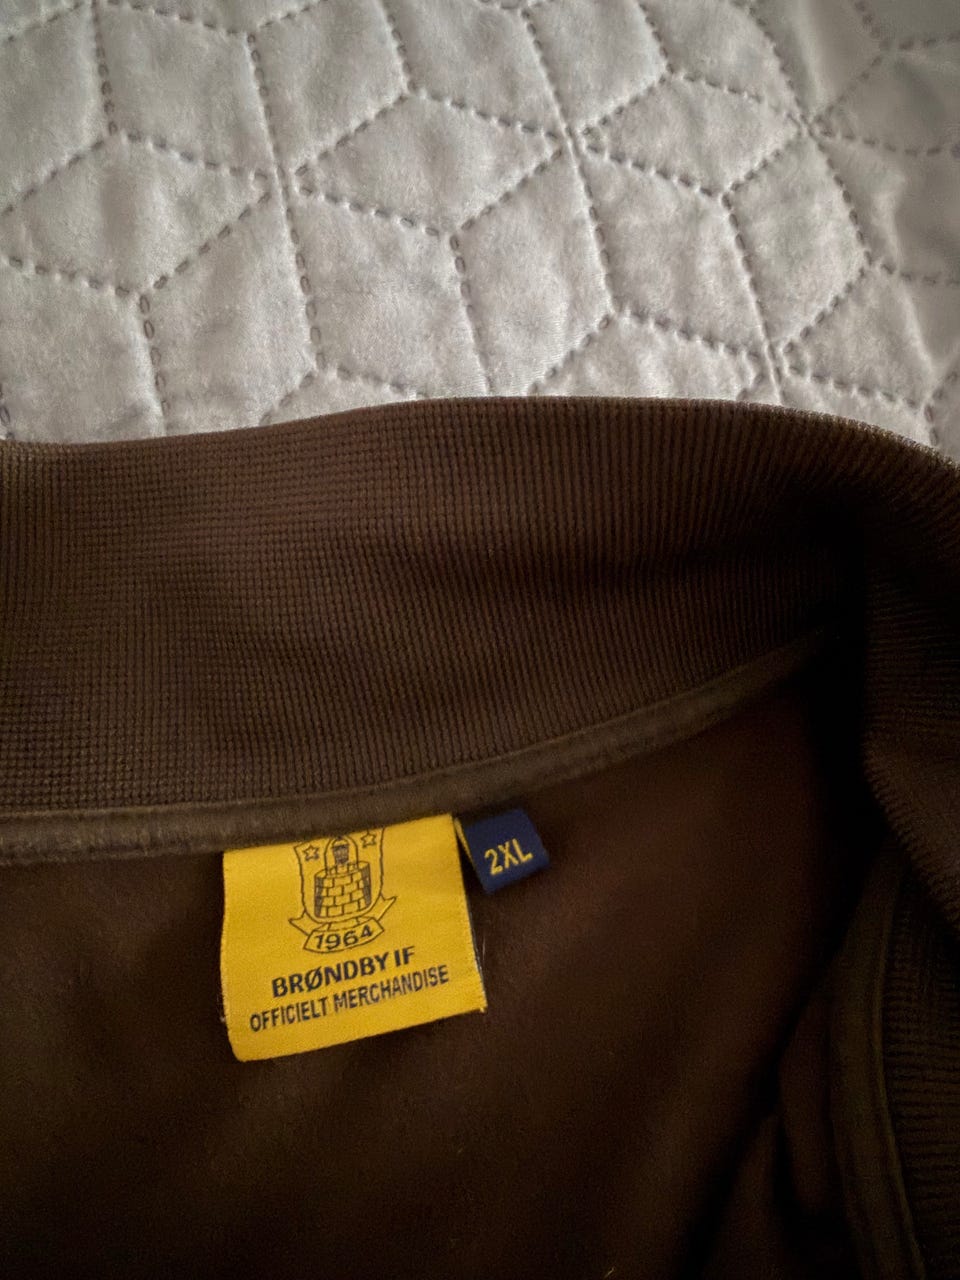 1964
BRØNDBY IF
OFFICIELT MERCHANDISE
2XL